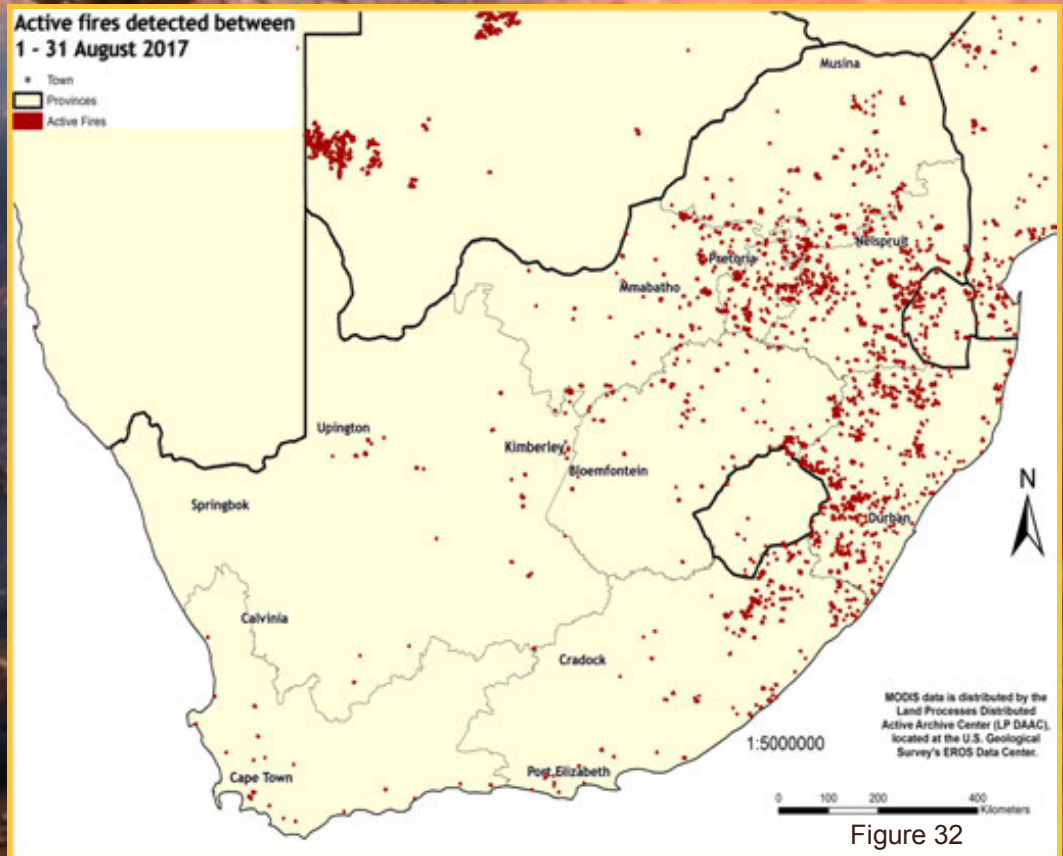 Active fires detected between
1 - 31 August 2017
Town
Provinces
Active Fires
Musina
Nelspruit
Pretoria
Mmabatho
Upington
Kimberley
Bloemfontein
Springbok
Durban
N
Calvinia
Cradock
MODIS data is distributed by the
Land Processes Distributed
Active Archive Center (LP DAAC),
located at the U.S. Geological
Survey's EROS Data Center.
1:5000000
Cape Town
Port Elizabeth
0 100 200 400
Kilometers
Figure 32